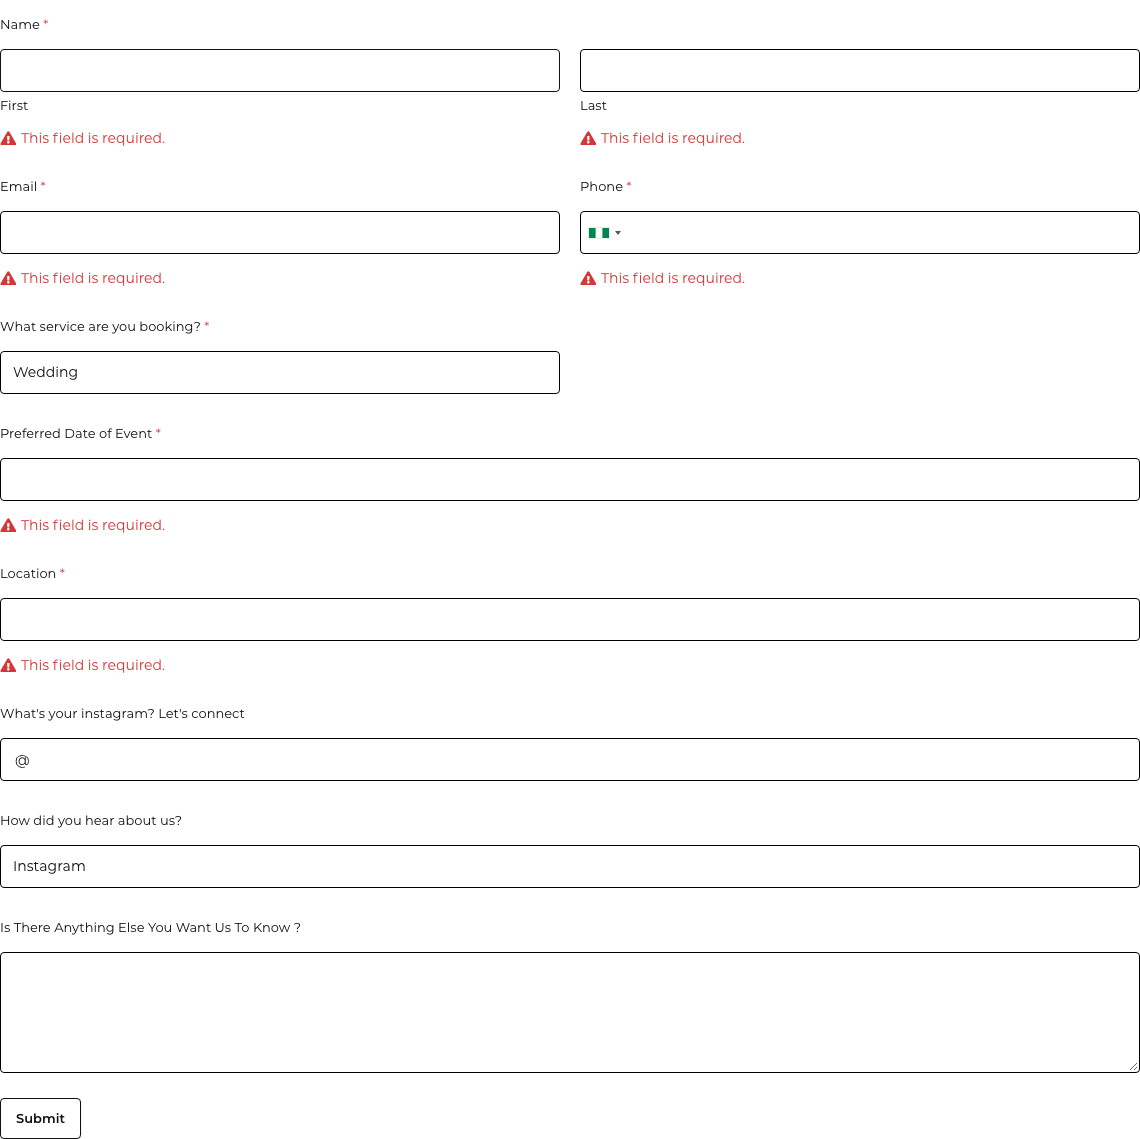 Name *
First
Last
This field is required.
This field is required.
Email *
Phone *
This field is required.
This field is required.
What service are you booking? *
Wedding
Preferred Date of Event *
This field is required.
Location *
This field is required.
What's your instagram? Let's connect
@
How did you hear about us?
Instagram
Is There Anything Else You Want Us To Know ?
Submit